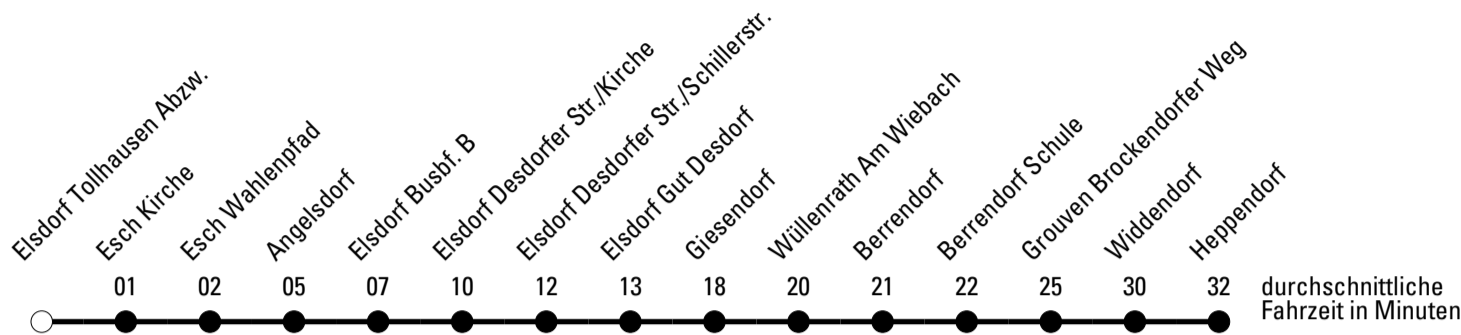 Elsdorf Tollhausen Abzw.
Esch Kirche
Esch Wahlenpfad
Angelsdorf
Elsdorf Busbf. B
Elsdorf Desdorfer Str./Kirche
Elsdorf Desdorfer Str./Schillerstr.
Elsdorf Gut Desdorf
Giesendorf
Wüllenrath Am Wiebach
Berrendorf
Berrendorf Schule
Grouven Brockendorfer Weg
Widdendorf
Heppendorf
01 02 05 07 10 12 13 18 20 21 22 25 30 32
durchschnittliche
Fahrzeit in Minuten